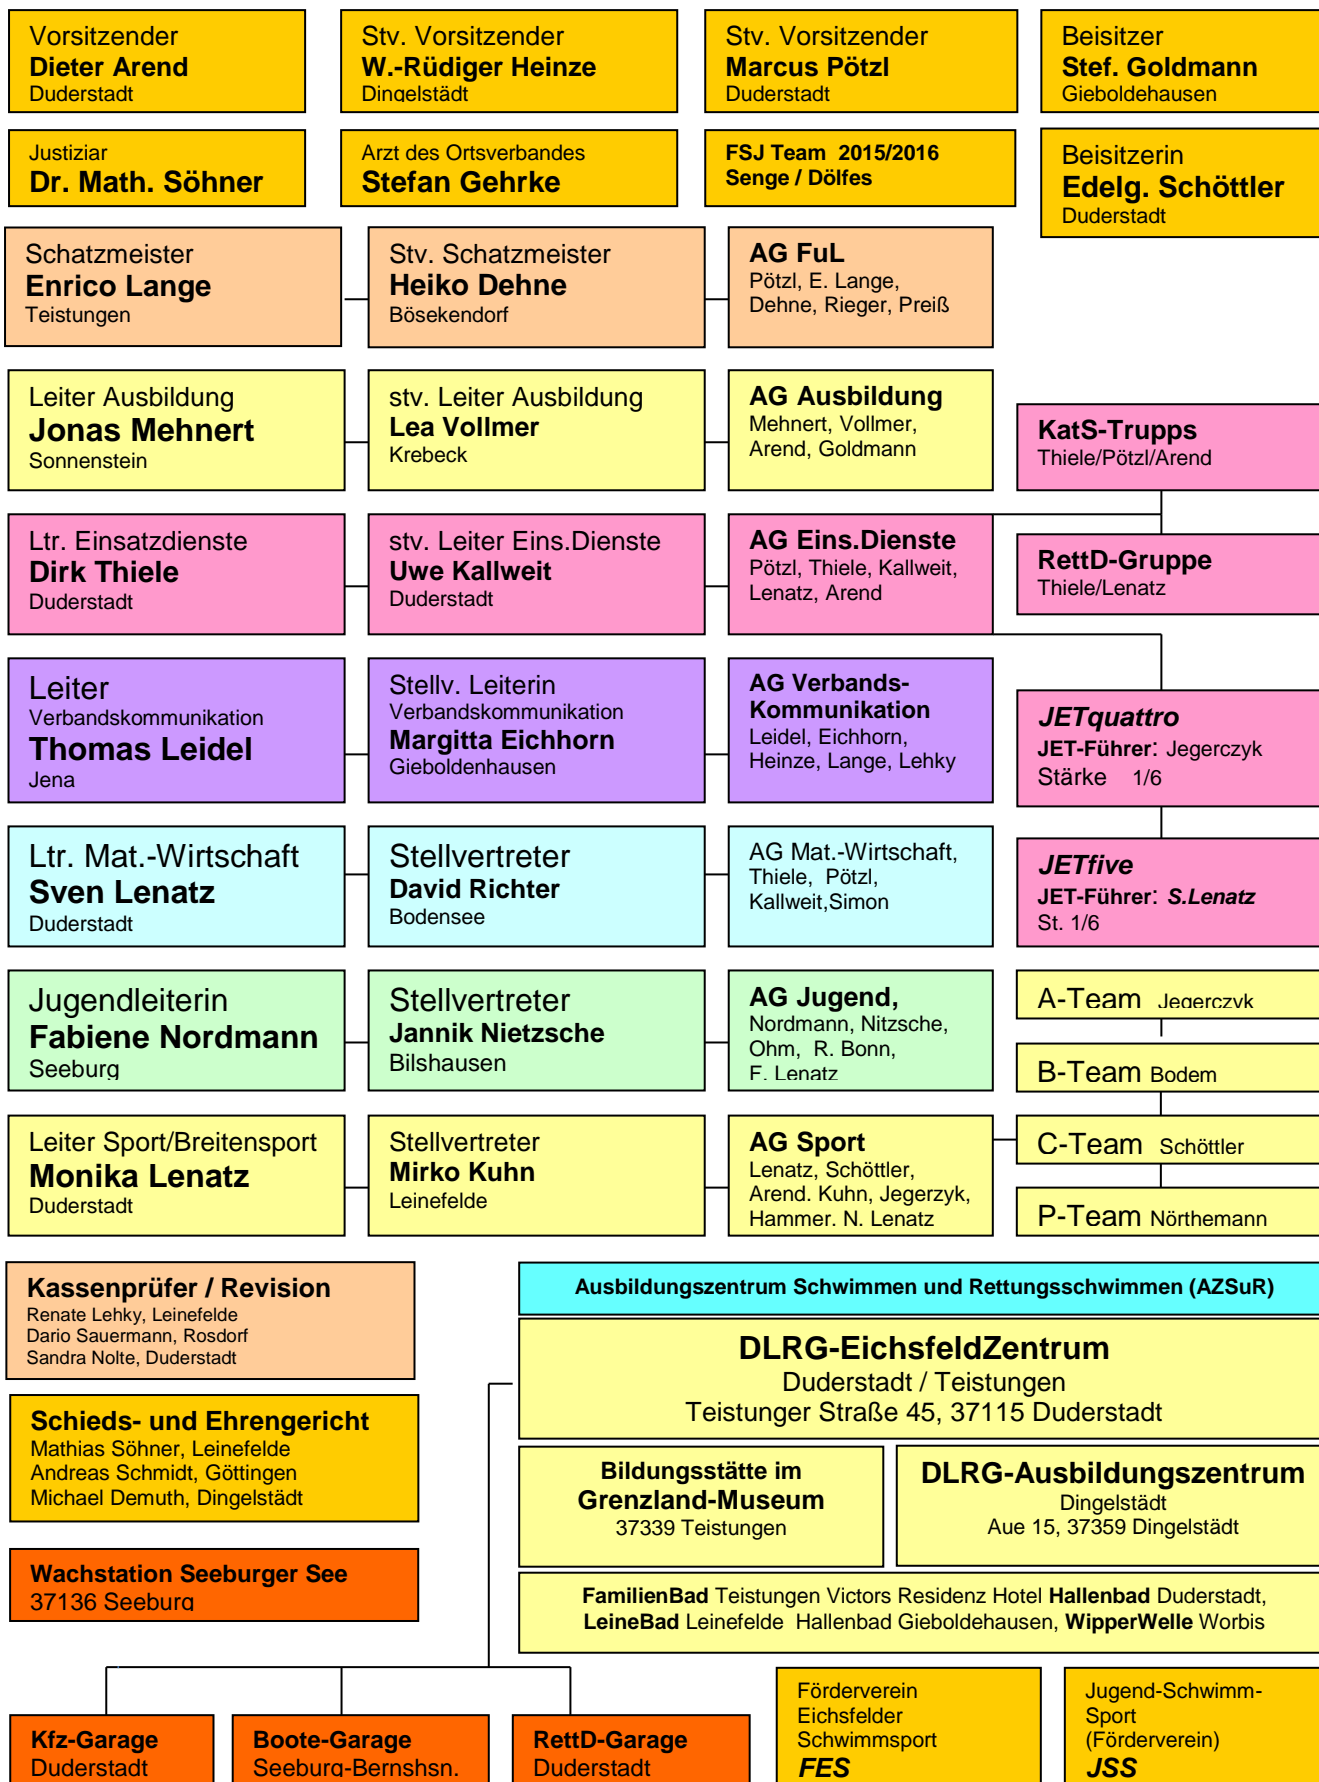 Vorsitzender
Dieter Arend
Duderstadt
Stv. Vorsitzender
W.-Rüdiger Heinze
Dingelstädt
Stv. Vorsitzender
Marcus Pötzl
Duderstadt
Beisitzer
Stef. Goldmann
Gieboldehausen
Justiziar
Dr. Math. Söhner
Arzt des Ortsverbandes
Stefan Gehrke
FSJ Team 2015/2016
Senge / Dölfes
Beisitzerin
Edelg. Schöttler
Duderstadt
Schatzmeister
Enrico Lange
Teistungen
Stv. Schatzmeister
Heiko Dehne
Bösekendorf
AG FuL
Pötzl, E. Lange,
Dehne, Rieger, Preiß
Leiter Ausbildung
Jonas Mehnert
Sonnenstein
stv. Leiter Ausbildung
Lea Vollmer
Krebeck
AG Ausbildung
Mehnert, Vollmer,
Arend, Goldmann
KatS-Trupps
Thiele/Pötzl/Arend
Ltr. Einsatzdienste
Dirk Thiele
Duderstadt
stv. Leiter Eins.Dienste
Uwe Kallweit
Duderstadt
AG Eins.Dienste
Pötzl, Thiele, Kallweit,
Lenatz, Arend
RettD-Gruppe
Thiele/Lenatz
Leiter
Verbandskommunikation
Thomas Leidel
Jena
Stellv. Leiterin
Verbandskommunikation
Margitta Eichhorn
Gieboldenhausen
AG Verbands-
Kommunikation
Leidel, Eichhorn,
Heinze, Lange, Lehky
JETquattro
JET-Führer: Jegerczyk
Stärke 1/6
Ltr. Mat.-Wirtschaft
Sven Lenatz
Duderstadt
Stellvertreter
David Richter
Bodensee
AG Mat.-Wirtschaft,
Thiele, Pötzl,
Kallweit,Simon
JETfive
JET-Führer: S.Lenatz
St. 1/6
Jugendleiterin
Fabiene Nordmann
Seeburg
Stellvertreter
Jannik Nietzsche
Bilshausen
AG Jugend,
Nordmann, Nitzsche,
Ohm, R. Bonn,
F. Lenatz
A-Team Jegerczyk
B-Team Bodem
Leiter Sport/Breitensport
Monika Lenatz
Duderstadt
Stellvertreter
Mirko Kuhn
Leinefelde
AG Sport
Lenatz, Schöttler,
Arend. Kuhn, Jegerzyk,
Hammer. N. Lenatz
C-Team Schöttler
P-Team Nörthemann
Kassenprüfer / Revision
Renate Lehky, Leinefelde
Dario Sauermann, Rosdorf
Sandra Nolte, Duderstadt
Schieds- und Ehrengericht
Mathias Söhner, Leinefelde
Andreas Schmidt, Göttingen
Michael Demuth, Dingelstädt
Wachstation Seeburger See
37136 Seeburg
Ausbildungszentrum Schwimmen und Rettungsschwimmen (AZSuR)
DLRG-EichsfeldZentrum
Duderstadt / Teistungen
Teistunger Straße 45, 37115 Duderstadt
Bildungsstätte im
Grenzland-Museum
37339 Teistungen
DLRG-Ausbildungszentrum
Dingelstädt
Aue 15, 37359 Dingelstädt
FamilienBad Teistungen Victors Residenz Hotel Hallenbad Duderstadt,
LeineBad Leinefelde Hallenbad Gieboldehausen, WipperWelle Worbis
Kfz-Garage
Duderstadt
Boote-Garage
Seeburg-Bernshsn.
RettD-Garage
Duderstadt
Förderverein
Eichsfelder
Schwimmsport
FES
Jugend-Schwimm-
Sport
(Förderverein)
JSS